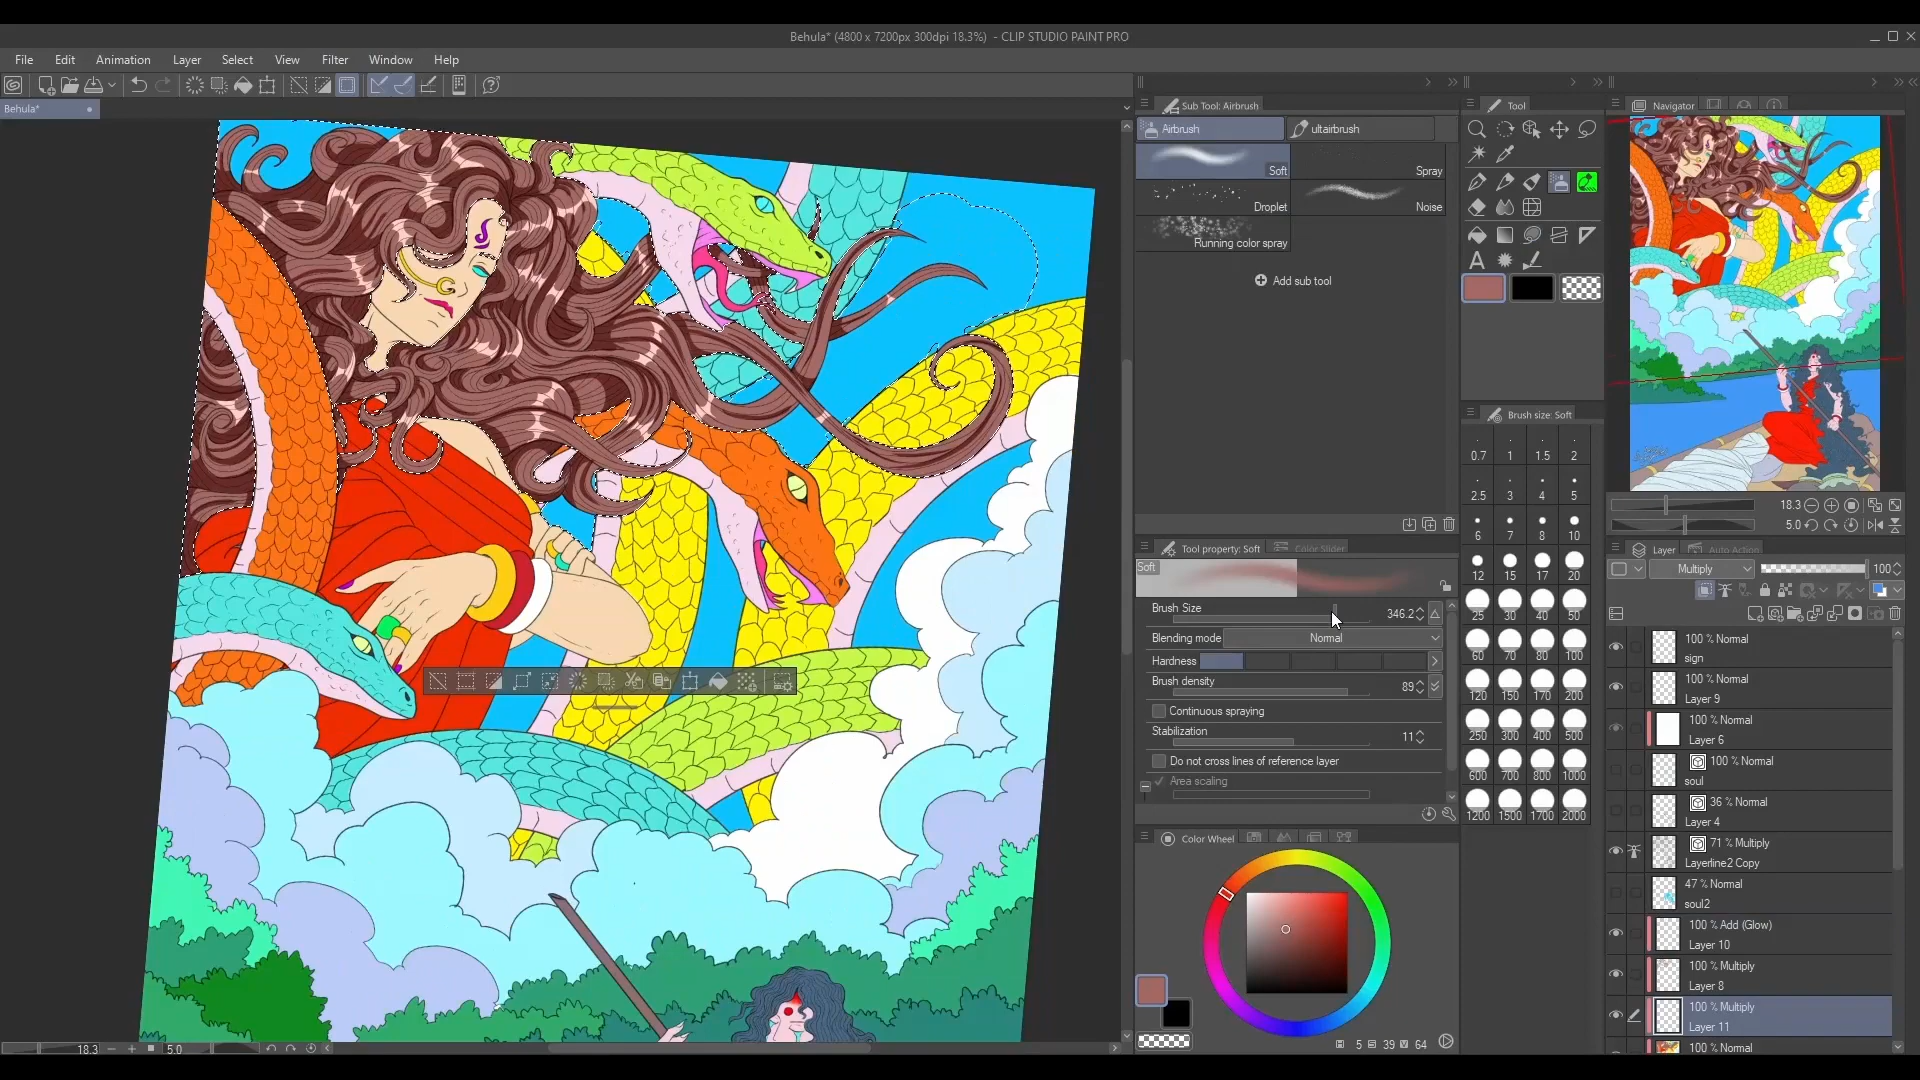 Behula* (4800 x 7200px 300dpi 18.3%) - CLIP STUDIO PAINT PRO
File Edit Animation Layer Select View Filter Window Help
Behula*
Sub Tool: Airbrush
Airbrush
ultairbrush
Soft
Spray
Droplet
Noise
Running color spray
Add sub tool
Tool property: Soft
Color Slider
Soft
Brush Size
346.2
Blending mode
Normal
Hardness
Brush density
89
Continuous spraying
Stabilization
11
Do not cross lines of reference layer
Area scaling
Color Wheel
5 39 64
Tool
Brush size: Soft
0.7 1 1.5 2
2.5 3 4 5
6 7 8 10
12 15 17 20
25 30 40 50
60 70 80 100
120 150 170 200
250 300 400 500
600 700 800 1000
1200 1500 1700 2000
Navigator
18.3
5.0
Layer
Auto Action
Multiply
100
100 % Normal
sign
100 % Normal
Layer 9
100 % Normal
Layer 6
100 % Normal
soul
36 % Normal
Layer 4
71 % Multiply
Layerline2 Copy
47 % Normal
soul2
100 % Add (Glow)
Layer 10
100 % Multiply
Layer 8
100 % Multiply
Layer 11
100 % Normal
18.3
5.0